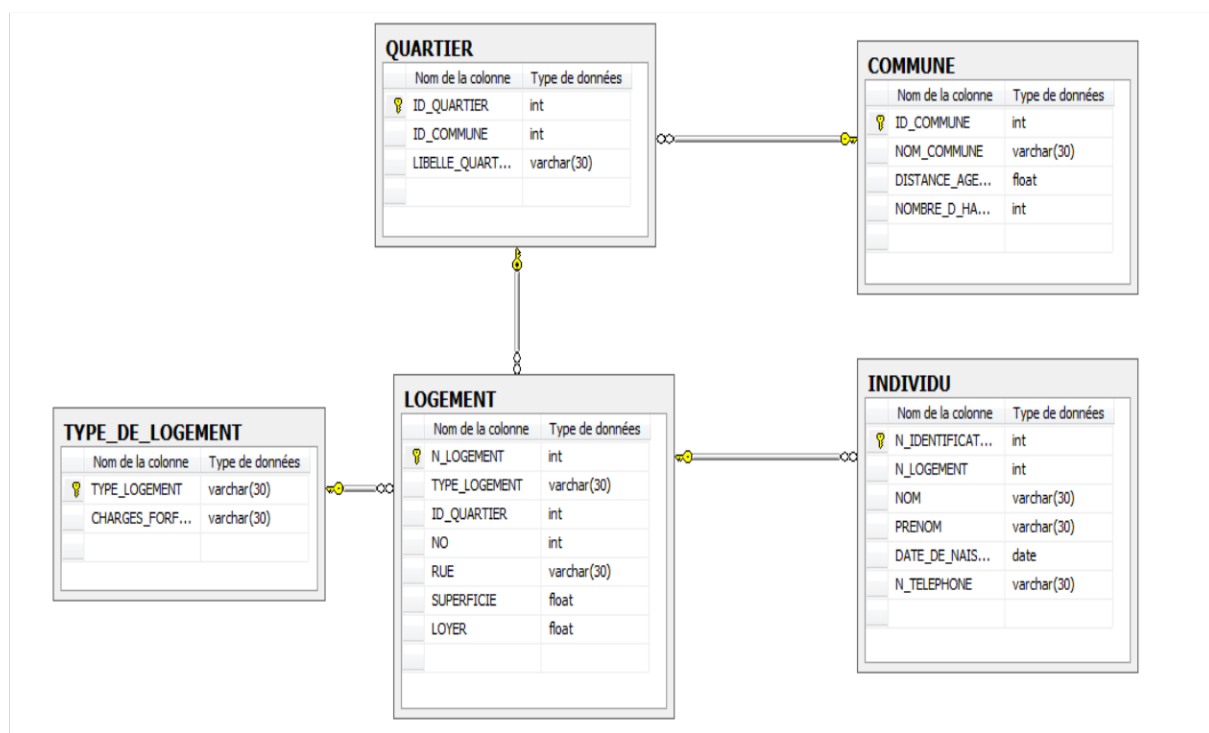 QUARTIER
Nom de la colonne Type de données
ID_QUARTIER int
ID_COMMUNE int
LIBELLE_QUART... varchar(30)
COMMUNE
Nom de la colonne Type de données
ID_COMMUNE int
NOM_COMMUNE varchar(30)
DISTANCE_AGE... float
NOMBRE_D_HA... int
TYPE_DE_LOGEMENT
Nom de la colonne Type de données
TYPE_LOGEMENT varchar(30)
CHARGES_FORF... varchar(30)
LOGEMENT
Nom de la colonne Type de données
N_LOGEMENT int
TYPE_LOGEMENT varchar(30)
ID_QUARTIER int
NO int
RUE varchar(30)
SUPERFICIE float
LOYER float
INDIVIDU
Nom de la colonne Type de données
N_IDENTIFICAT... int
N_LOGEMENT int
NOM varchar(30)
PRENOM varchar(30)
DATE_DE_NAIS... date
N_TELEPHONE varchar(30)